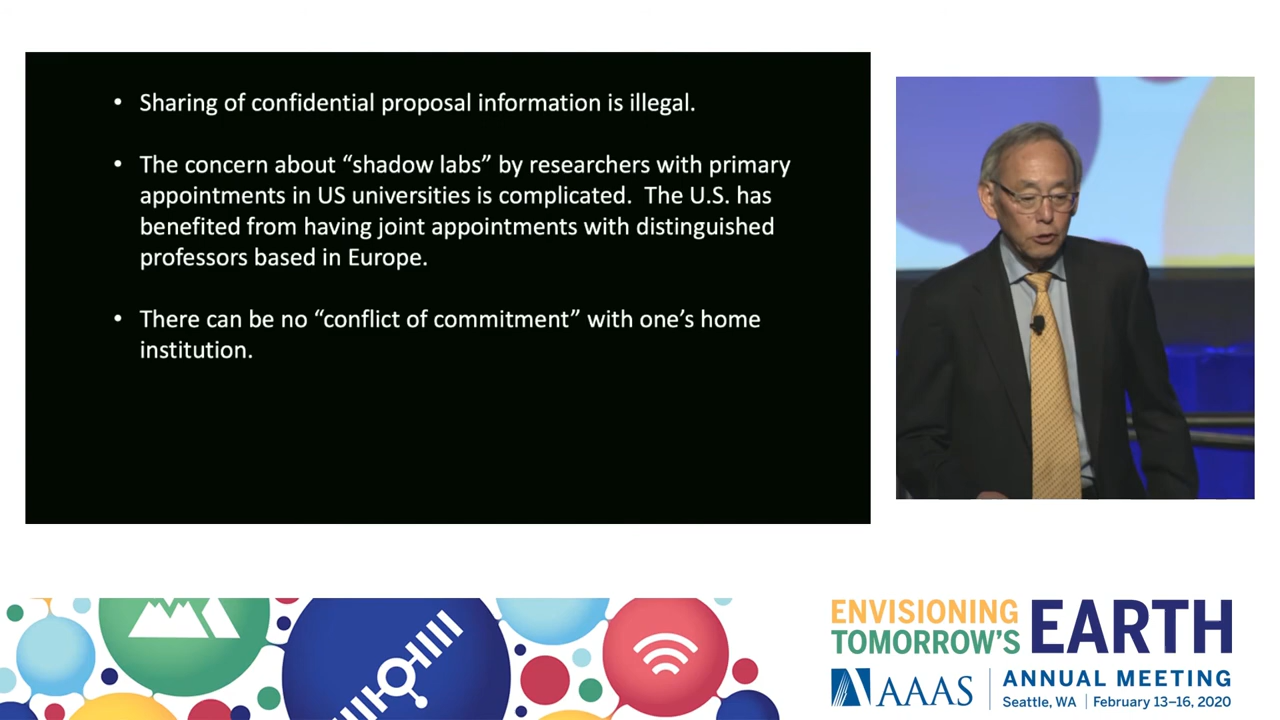 • Sharing of confidential proposal information is illegal.
• The concern about “shadow labs” by researchers with primary
appointments in US universities is complicated.  The U.S. has
benefited from having joint appointments with distinguished
professors based in Europe.
• There can be no “conflict of commitment” with one’s home
institution.
ENVISIONING
TOMORROW’S
EARTH
AAAS
ANNUAL MEETING
Seattle, WA | February 13–16, 2020